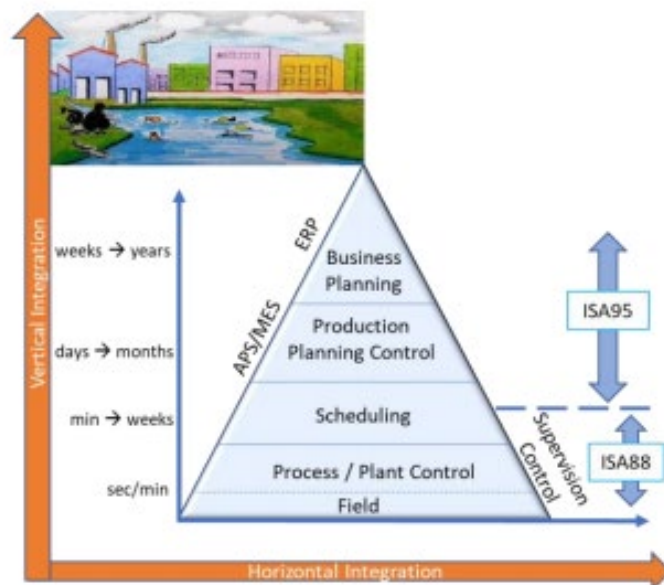 Vertical Integration
weeks → years
days → months
min → weeks
sec/min
ERP
APS/MES
Business
Planning
Production
Planning Control
Scheduling
Process / Plant Control
Field
Supervision
Control
ISA95
ISA88
Horizontal Integration